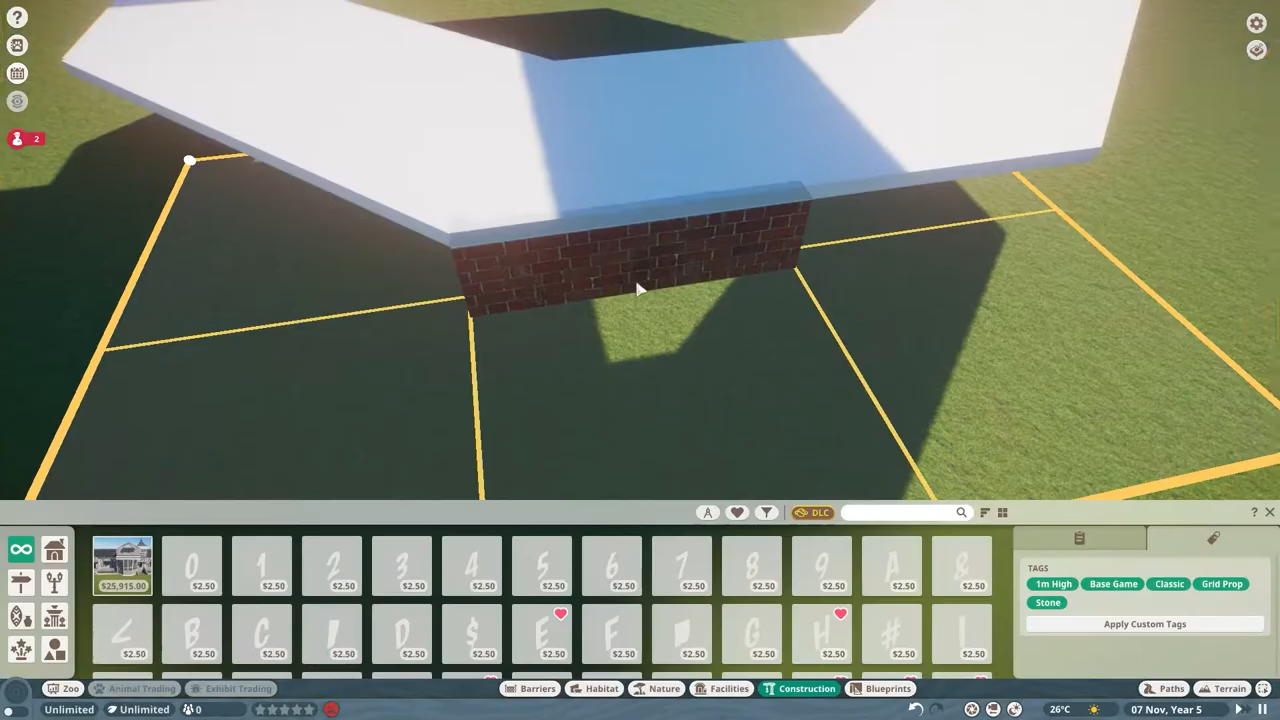 ?
2
DLC
? ×
$25,915.00
0 $2.50
1 $2.50
2 $2.50
3 $2.50
4 $2.50
5 $2.50
6 $2.50
7 $2.50
8 $2.50
9 $2.50
A $2.50
& $2.50
TAGS
1m High Base Game Classic Grid Prop
Stone
Apply Custom Tags
< $2.50
B $2.50
C $2.50
$2.50
D $2.50
$ $2.50
E $2.50
F $2.50
$2.50
G $2.50
H $2.50
# $2.50
$2.50
Zoo Animal Trading Exhibit Trading Barriers Habitat Nature Facilities Construction Blueprints Paths Terrain
Unlimited Unlimited 0 26°C 07 Nov, Year 5